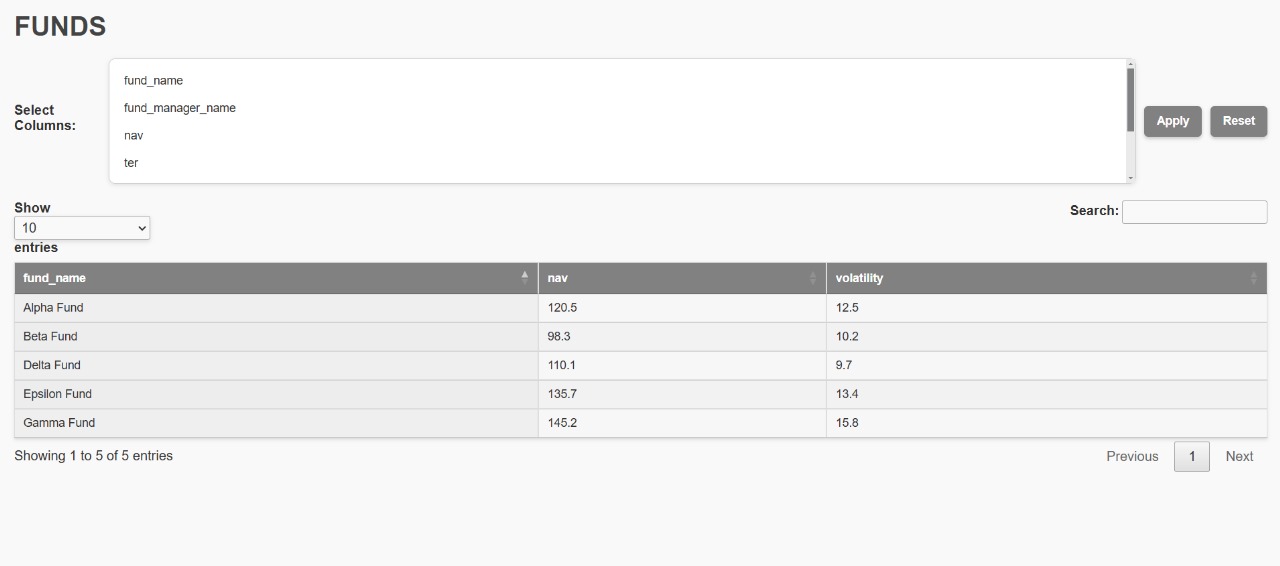 FUNDS
Select
Columns:
fund_name
fund_manager_name
nav
ter
Apply Reset
Show
10
entries
Search:
fund_name nav volatility
Alpha Fund 120.5 12.5
Beta Fund 98.3 10.2
Delta Fund 110.1 9.7
Epsilon Fund 135.7 13.4
Gamma Fund 145.2 15.8
Showing 1 to 5 of 5 entries Previous 1 Next